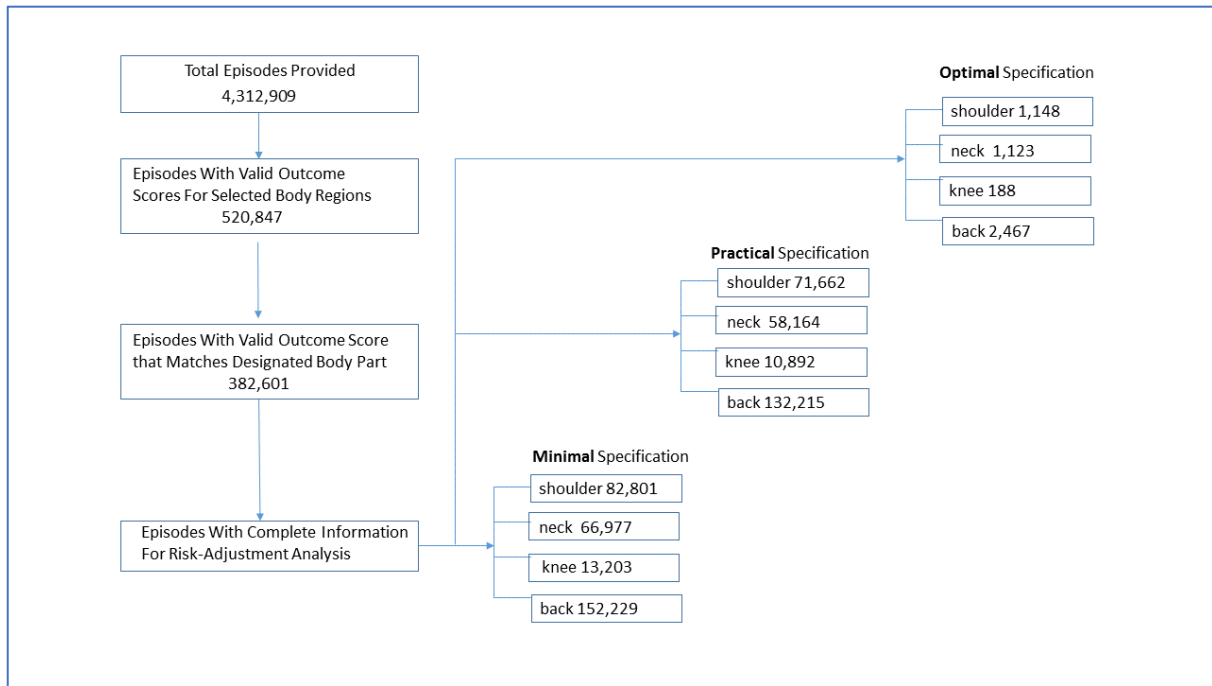 Total Episodes Provided
4,312,909
Episodes With Valid Outcome
Scores For Selected Body Regions
520,847
Episodes With Valid Outcome Score
that Matches Designated Body Part
382,601
Episodes With Complete Information
For Risk-Adjustment Analysis
Minimal Specification
shoulder 82,801
neck 66,977
knee 13,203
back 152,229
Practical Specification
shoulder 71,662
neck 58,164
knee 10,892
back 132,215
Optimal Specification
shoulder 1,148
neck 1,123
knee 188
back 2,467